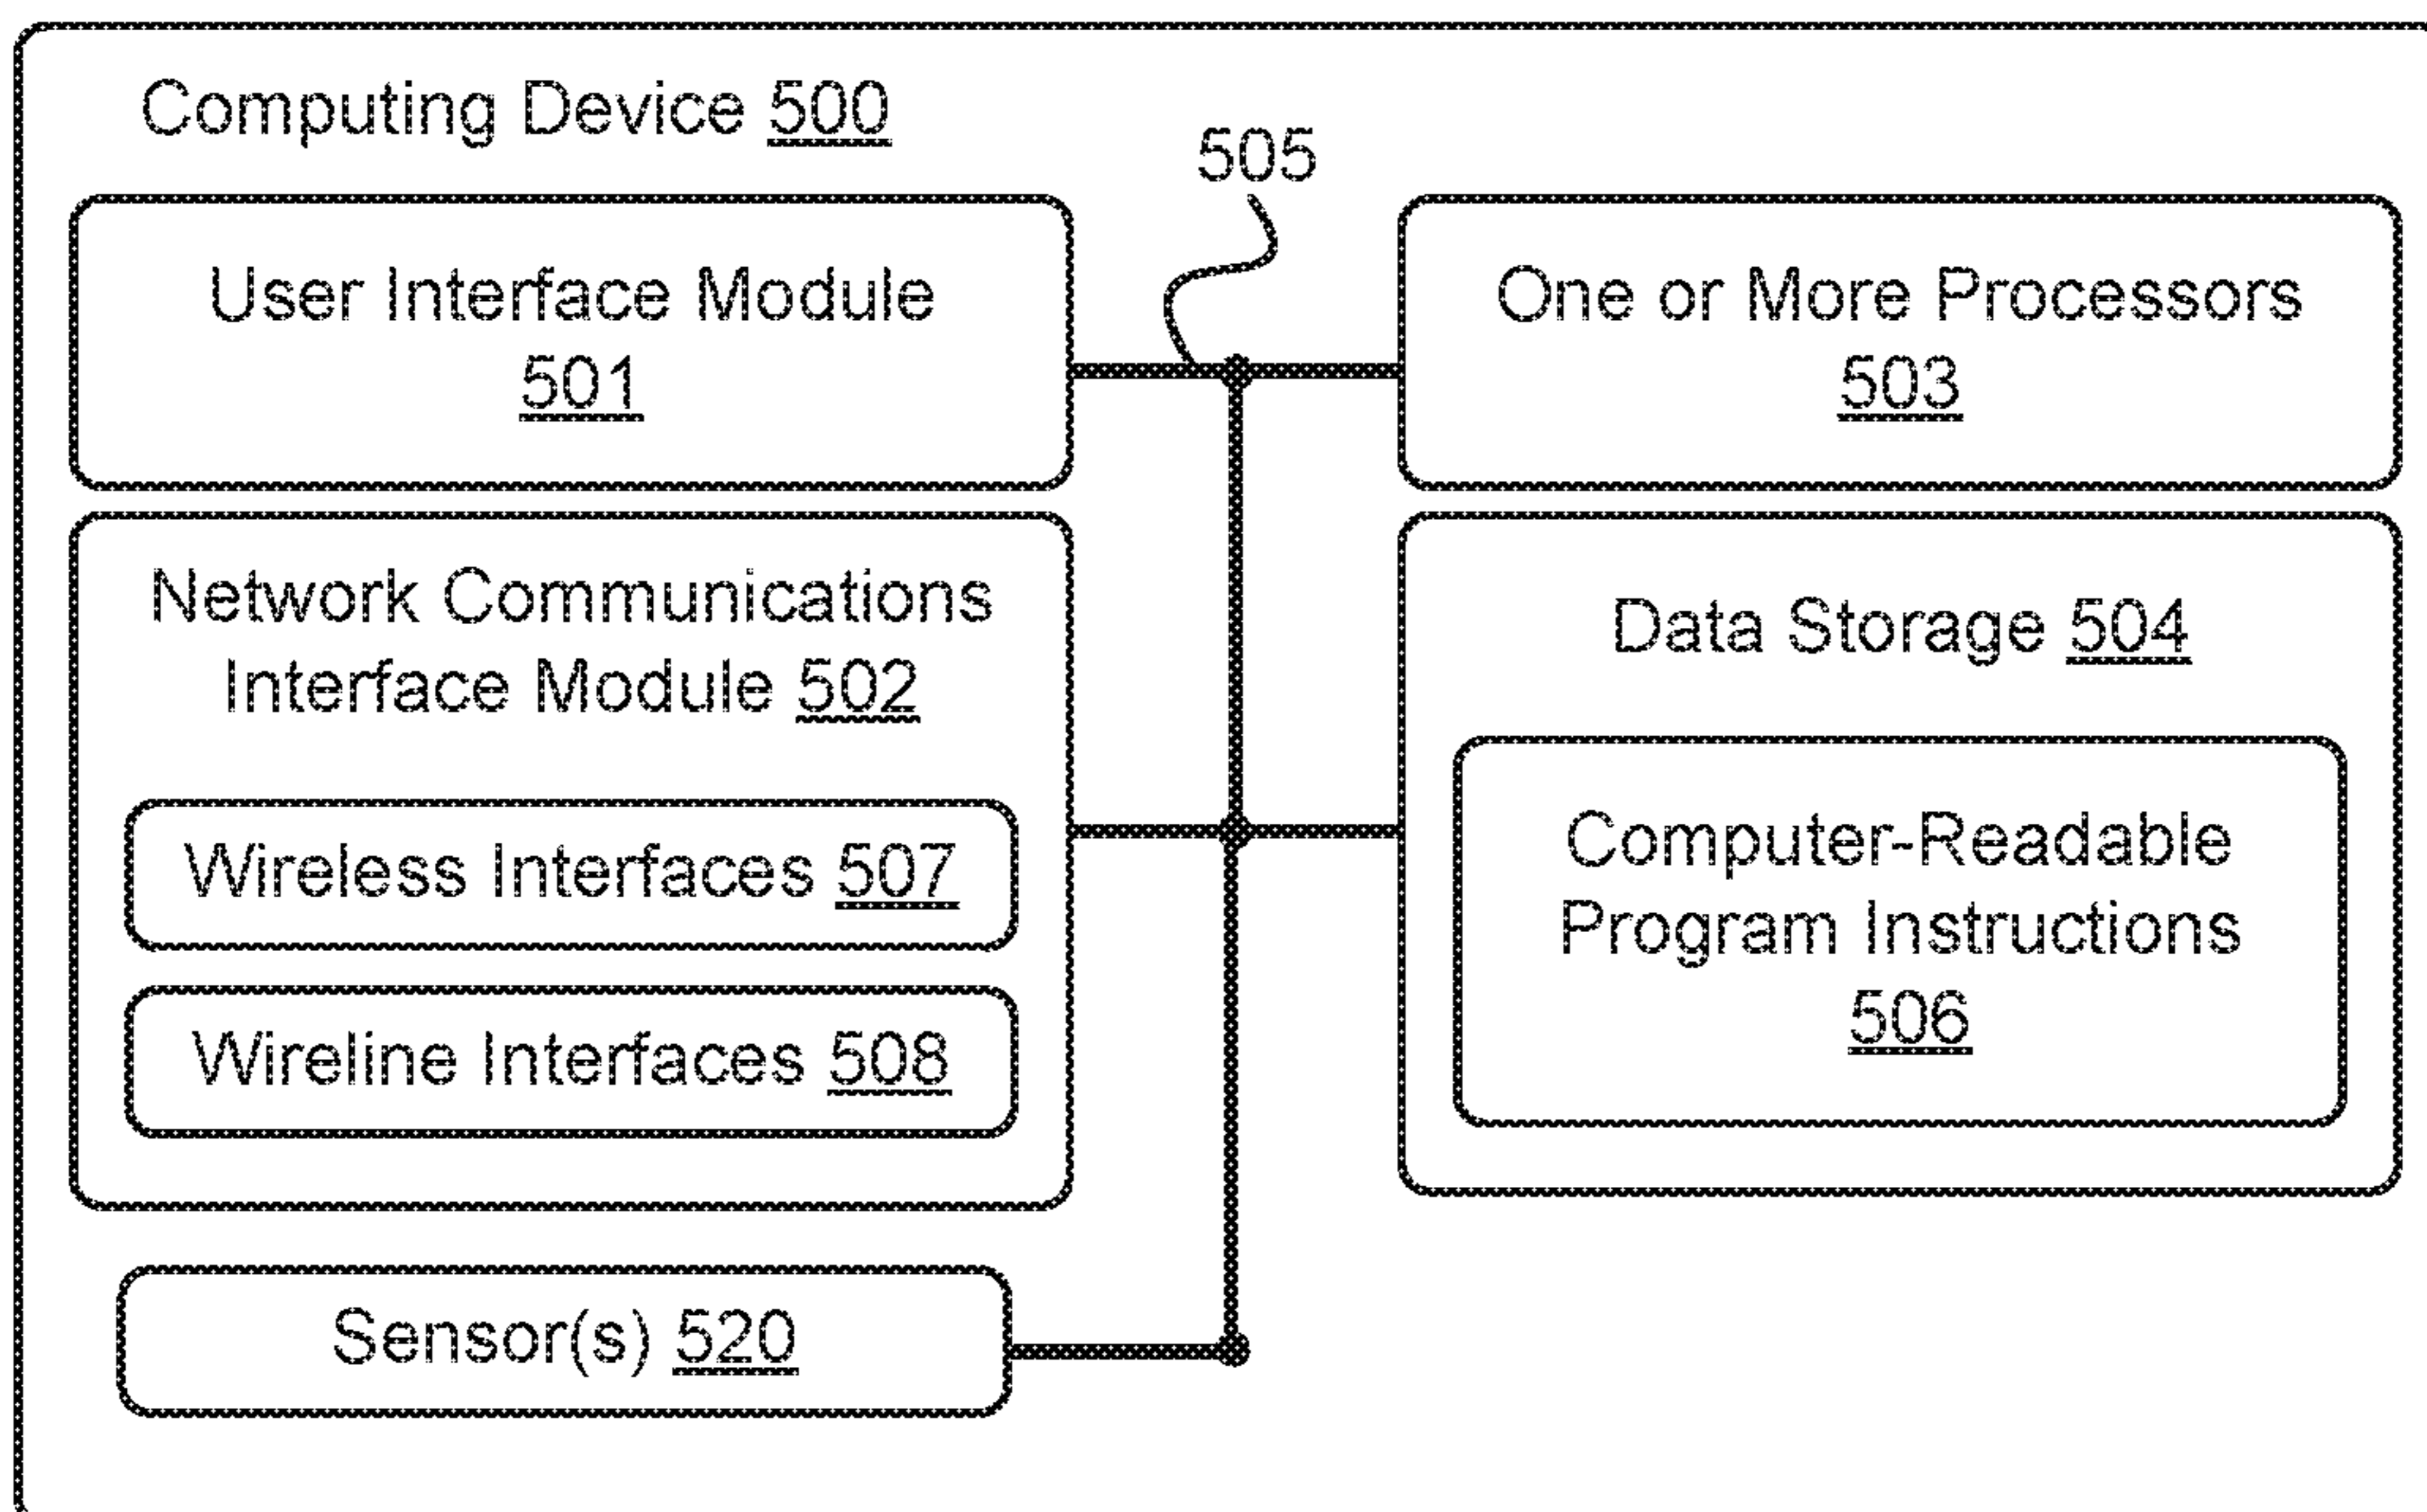 Computing Device 500
505
User Interface Module
501
One or More Processors
503
Network Communications
Interface Module 502
Wireless Interfaces 507
Wireline Interfaces 508
Data Storage 504
Computer-Readable
Program Instructions
506
Sensor(s) 520